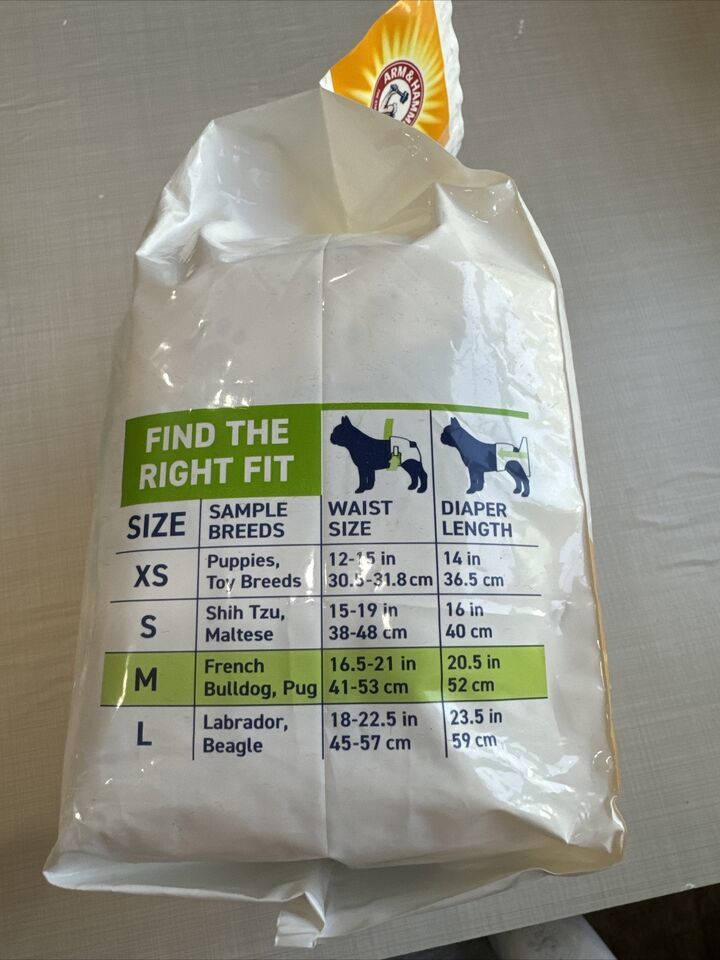 ARM & HAMM
FIND THE
RIGHT FIT
SIZE
SAMPLE
BREEDS
WAIST
SIZE
DIAPER
LENGTH
XS
Puppies,
Toy Breeds
12-15 in
30.5-31.8 cm
14 in
36.5 cm
S
Shih Tzu,
Maltese
15-19 in
38-48 cm
16 in
40 cm
M
French
Bulldog, Pug
16.5-21 in
41-53 cm
20.5 in
52 cm
L
Labrador,
Beagle
18-22.5 in
45-57 cm
23.5 in
59 cm